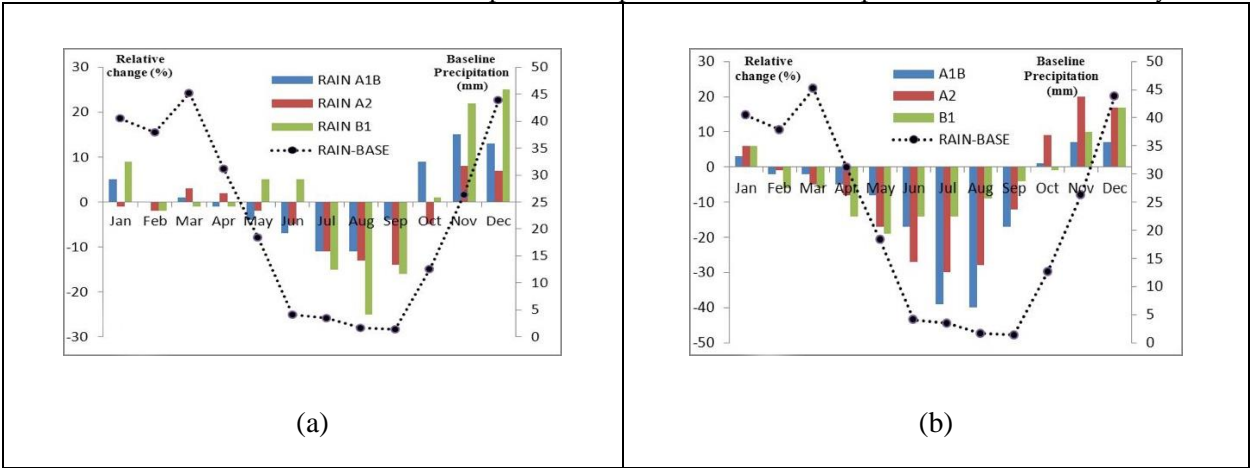 Relative
change (%)
Baseline
Precipitation
(mm)
RAIN A1B
RAIN A2
RAIN B1
RAIN-BASE
30
20
10
0
-10
-20
-30
50
45
40
35
30
25
20
15
10
5
0
Jan Feb Mar Apr May Jun Jul Aug Sep Oct Nov Dec
(a)
Relative
change (%)
Baseline
Precipitation
(mm)
A1B
A2
B1
RAIN-BASE
30
20
10
0
-10
-20
-30
-40
-50
50
45
40
35
30
25
20
15
10
5
0
Jan Feb Mar Apr May Jun Jul Aug Sep Oct Nov Dec
(b)